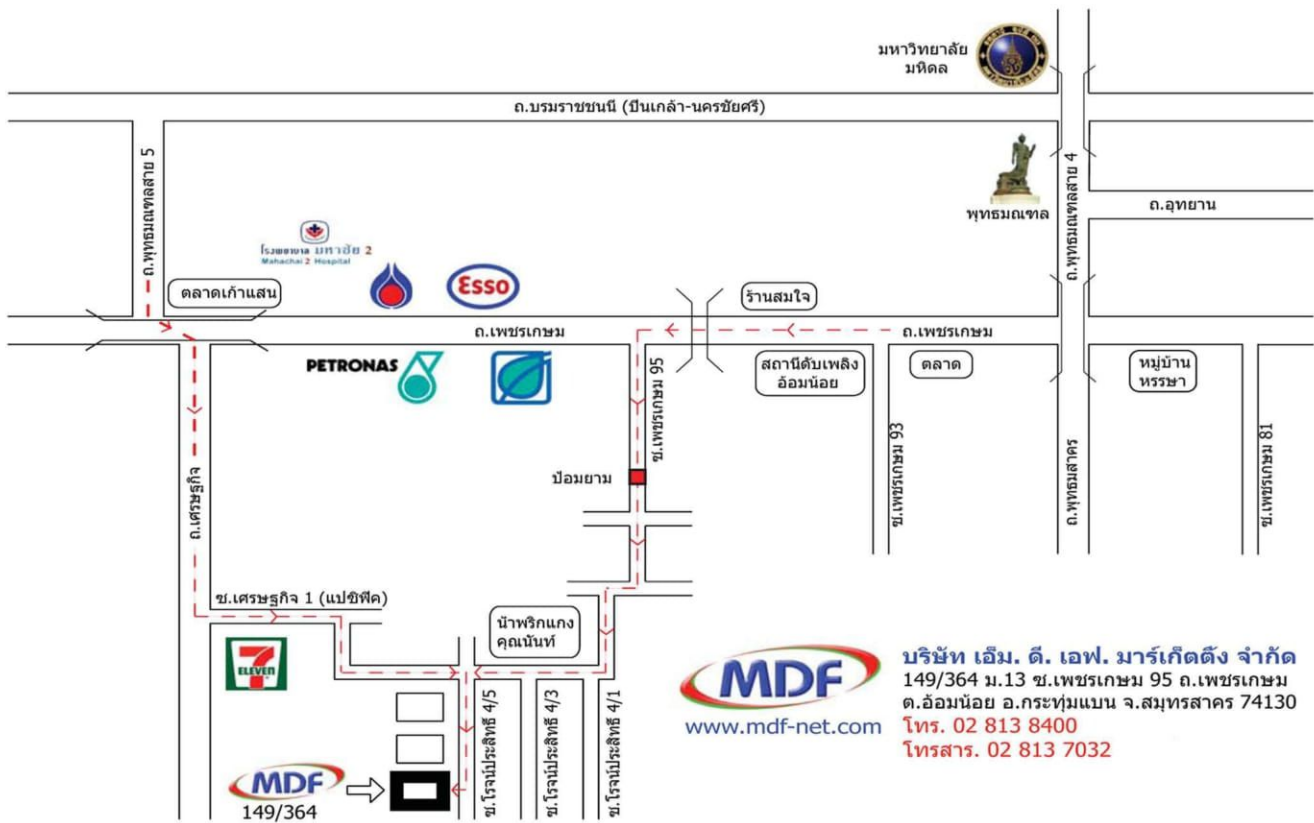 มหาวิทยาลัย
มหิดล
ถ.บรมราชชนนี (ปิ่นเกล้า-นครชัยศรี)
ถ.พุทธมณฑลสาย 5
ถ.พุทธมณฑลสาย 4
พุทธมณฑล
ถ.อุทยาน
โรงพยาบาล มหาชัย 2
Mahachai 2 Hospital
ตลาดเก้าแสน
Esso
ร้านสมใจ
ถ.เพชรเกษม
ถ.เพชรเกษม
PETRONAS
สถานีดับเพลิง
อ้อมน้อย
ตลาด
หมู่บ้าน
หรรษา
ซ.เพชรเกษม 95
ซ.เพชรเกษม 93
ถ.พุทธมสาคร
ซ.เพชรเกษม 81
ป้อมยาม
ถ.เศรษฐกิจ
ซ.เศรษฐกิจ 1 (แปซิฟิค)
น้ำพริกแกง
คุณนันท์
7
ELEVEN
ซ.โรจน์ประสิทธิ์ 4/5
ซ.โรจน์ประสิทธิ์ 4/3
ซ.โรจน์ประสิทธิ์ 4/1
MDF
149/364
MDF
www.mdf-net.com
บริษัท เอ็ม. ดี. เอฟ. มาร์เก็ตติ้ง จำกัด
149/364 ม.13 ซ.เพชรเกษม 95 ถ.เพชรเกษม
ต.อ้อมน้อย อ.กระทุ่มแบน จ.สมุทรสาคร 74130
โทร. 02 813 8400
โทรสาร. 02 813 7032